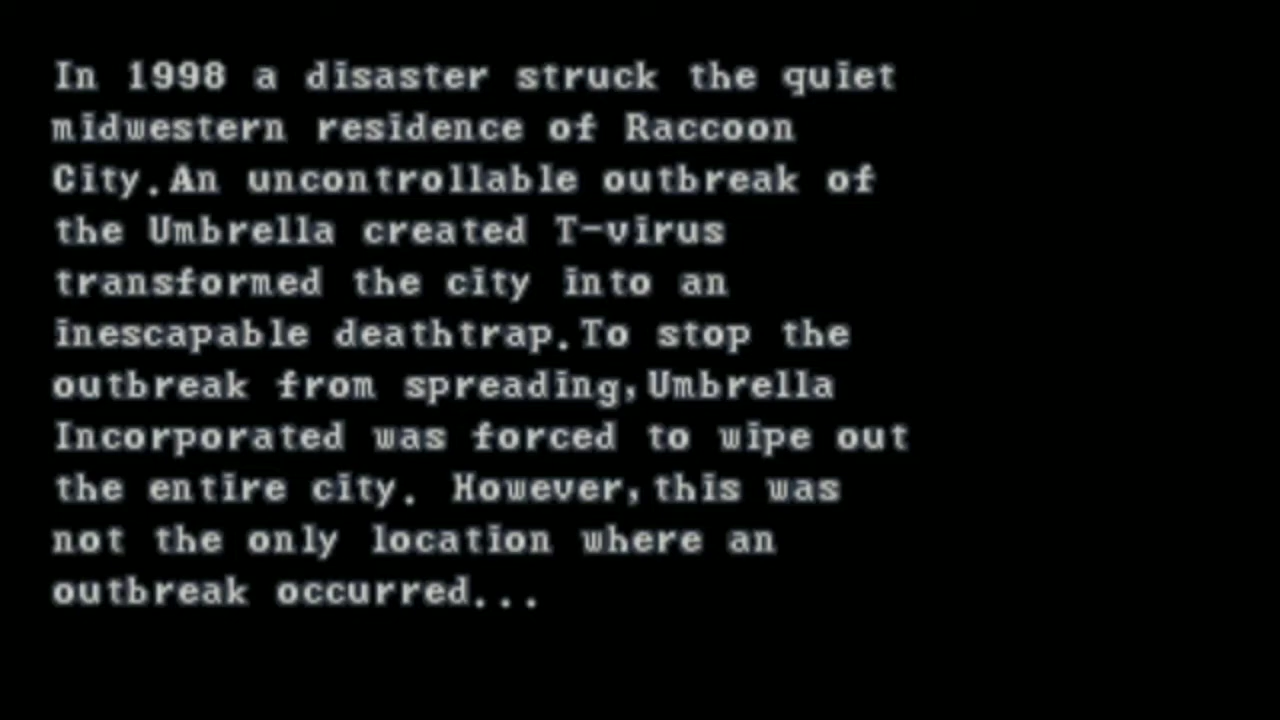 In 1998 a disaster struck the quiet
midwestern residence of Raccoon
City.An uncontrollable outbreak of
the Umbrella created T-virus
transformed the city into an
inescapable deathtrap.To stop the
outbreak from spreading,Umbrella
Incorporated was forced to wipe out
the entire city. However,this was
not the only location where an
outbreak occurred...